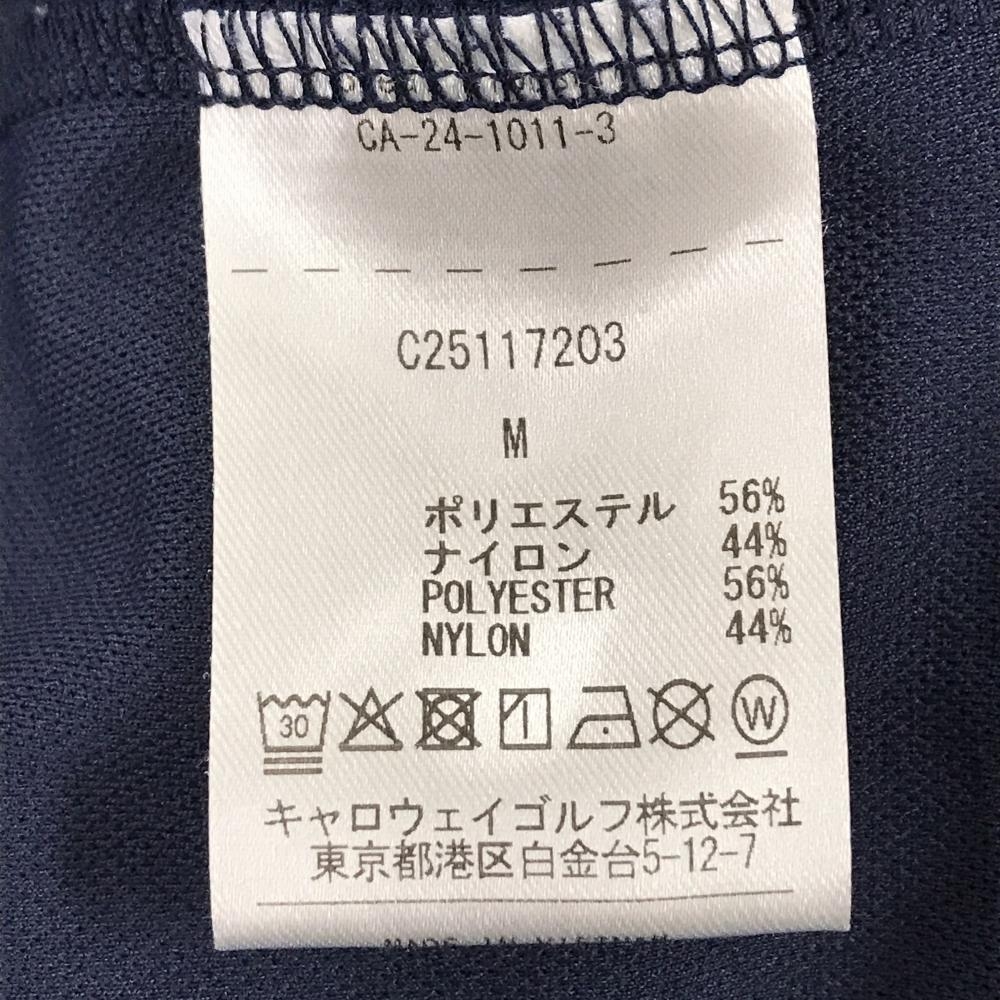 CA-24-1011-3
C25117203
M
ポリエステル 56%
ナイロン 44%
POLYESTER 56%
NYLON 44%
30 W
キャロウェイゴルフ株式会社
東京都港区白金台5-12-7